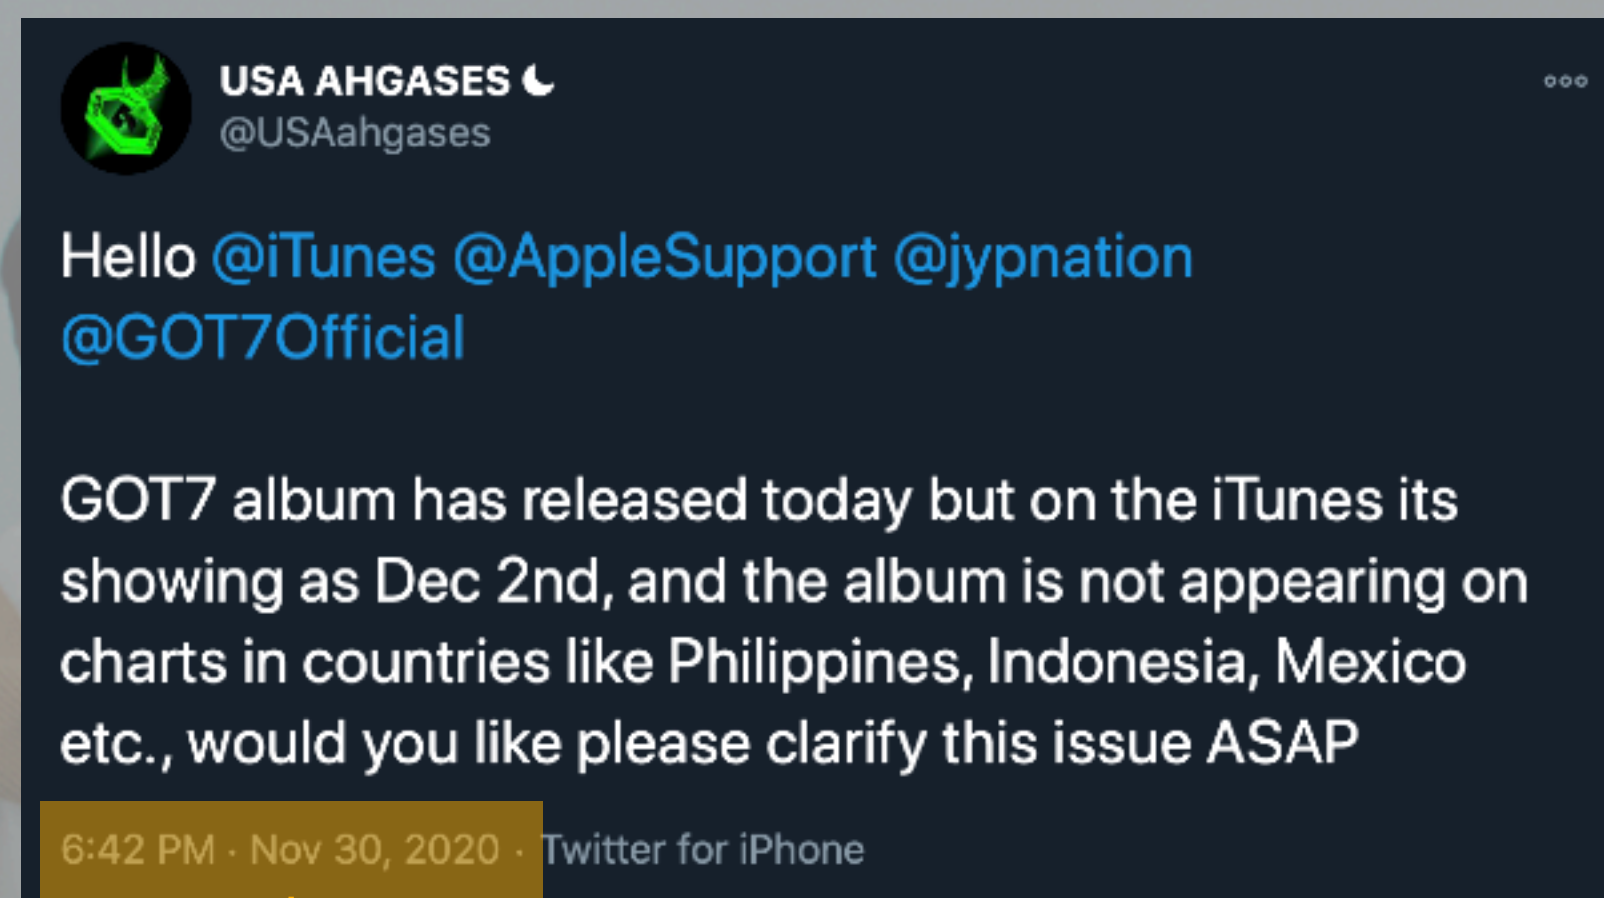 USA AHGASES
@USAahgases
Hello @iTunes @AppleSupport @jypnation
@GOT7Official
GOT7 album has released today but on the iTunes its
showing as Dec 2nd, and the album is not appearing on
charts in countries like Philippines, Indonesia, Mexico
etc., would you like please clarify this issue ASAP
6:42 PM · Nov 30, 2020 · Twitter for iPhone